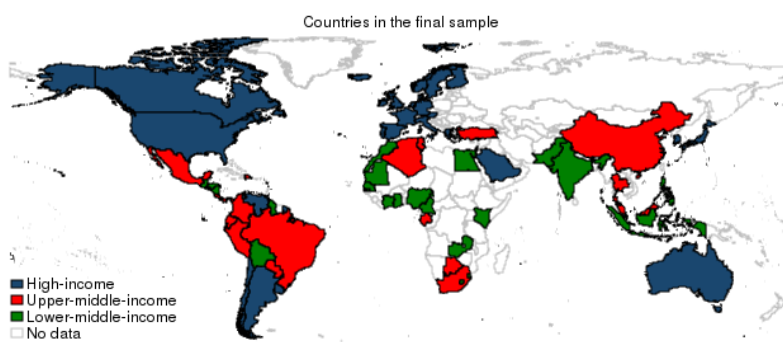 Countries in the final sample
High-income
Upper-middle-income
Lower-middle-income
No data